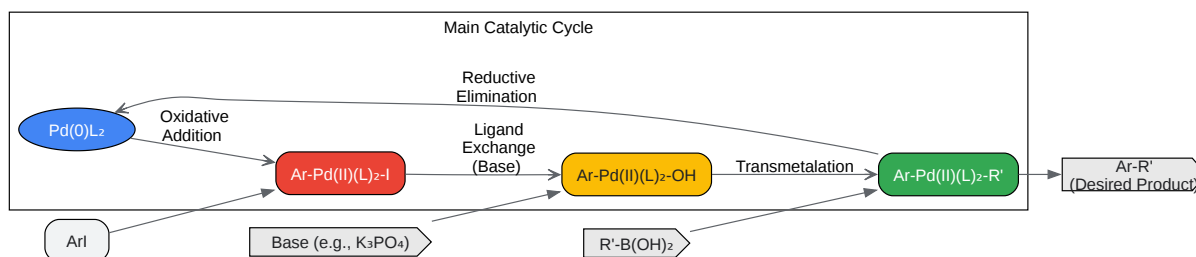 Main Catalytic Cycle
Reductive
Elimination
Pd(0)L₂
Oxidative
Addition
Ligand
Exchange
(Base)
Ar-Pd(II)(L)₂-I
Ar-Pd(II)(L)₂-OH
Transmetalation
Ar-Pd(II)(L)₂-R'
Ar-R'
(Desired Product)
ArI
Base (e.g., K₃PO₄)
R'-B(OH)₂